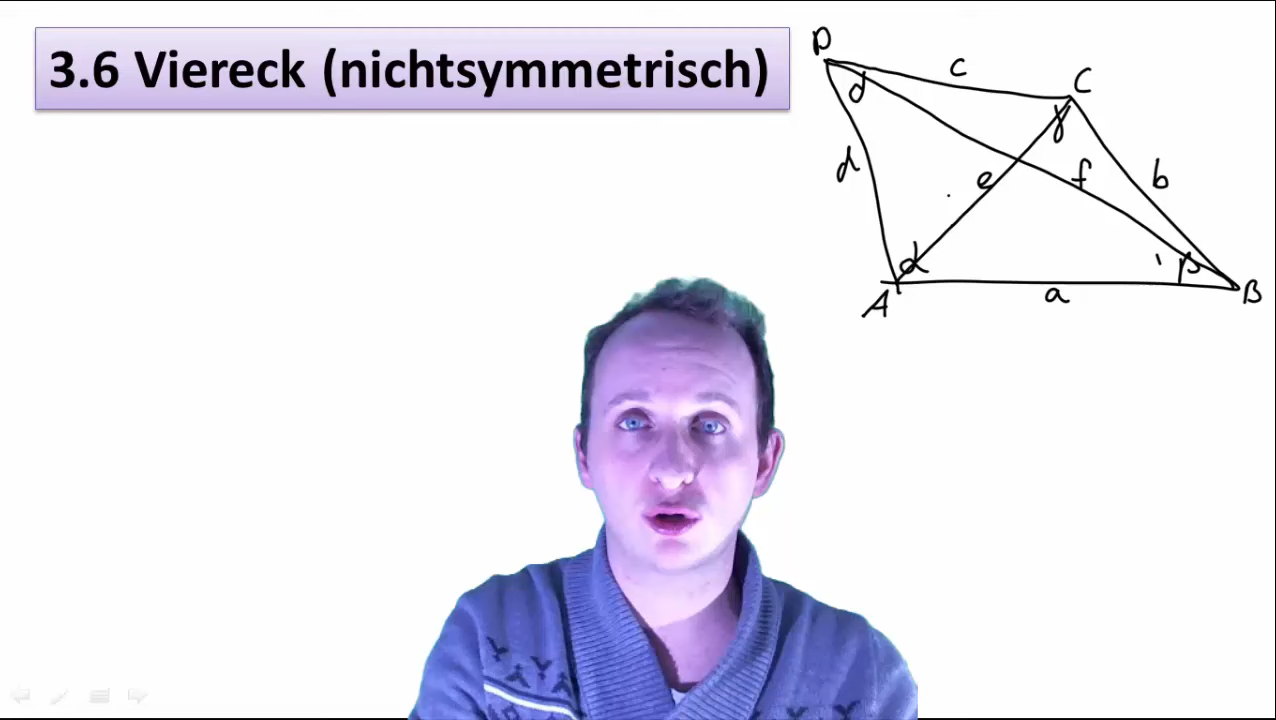 3.6 Viereck (nichtsymmetrisch)
D
c
C
δ
γ
d
e
f
b
α
β
A
a
B